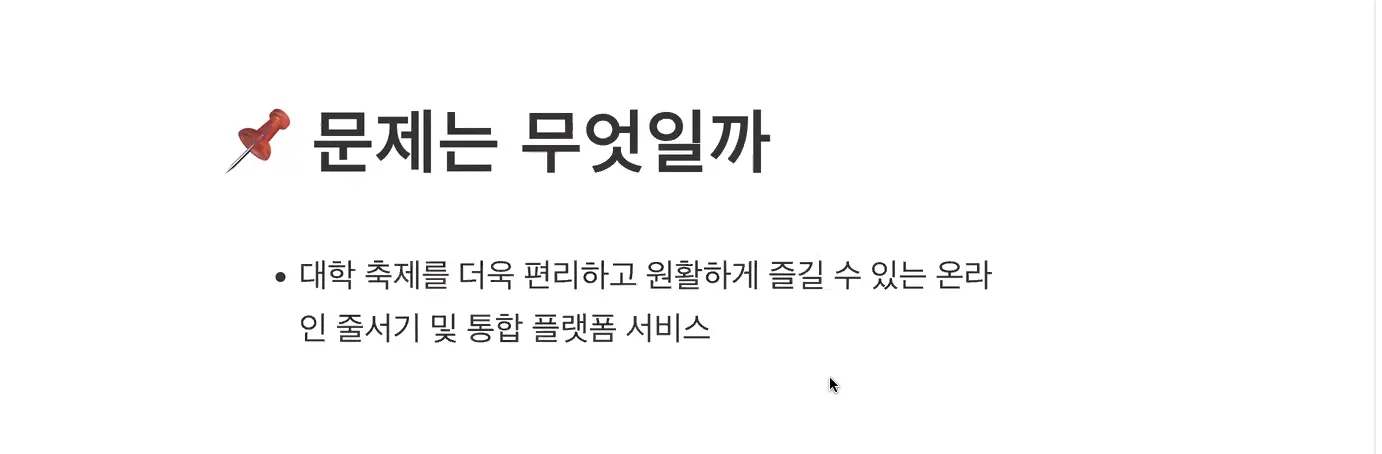 문제는 무엇일까
• 대학 축제를 더욱 편리하고 원활하게 즐길 수 있는 온라
인 줄서기 및 통합 플랫폼 서비스